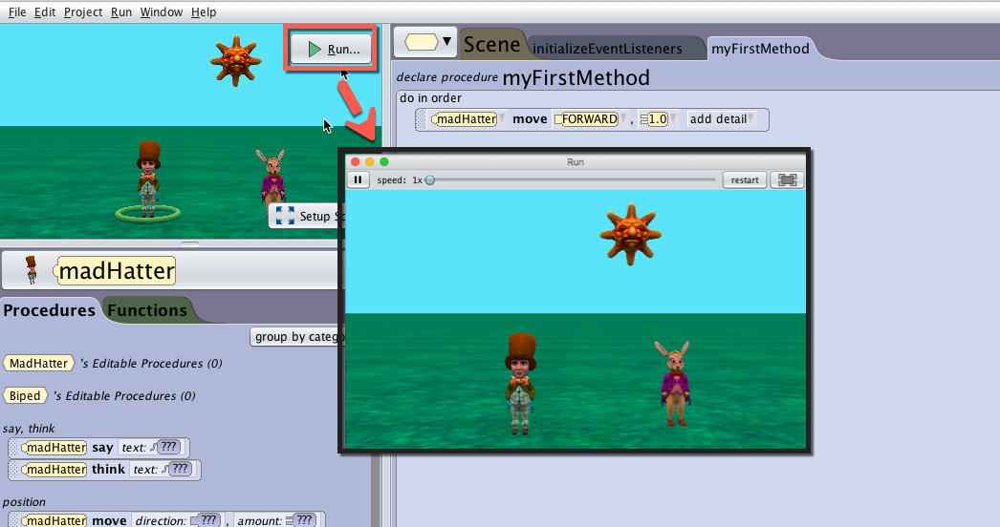 File Edit Project Run Window Help
Run...
Setup
madHatter
Procedures Functions
group by
MadHatter 's Editable Procedures (0)
Biped 's Editable Procedures (0)
say, think
madHatter say text: ???
madHatter think text: ???
position
madHatter move direction: ??? , amount: ???
Scene initializeEventListeners myFirstMethod
declare procedure myFirstMethod
do in order
madHatter move FORWARD , 1.0 add detail
Run
speed: 1x restart